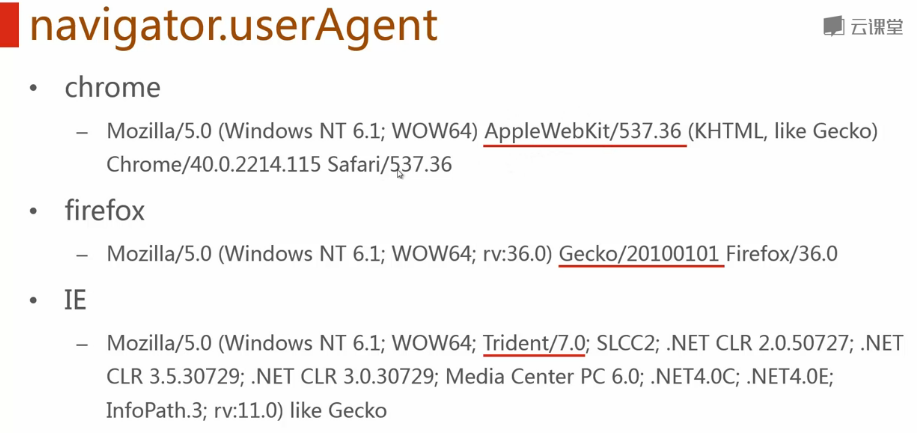 navigator.userAgent
云课堂
• chrome
– Mozilla/5.0 (Windows NT 6.1; WOW64) AppleWebKit/537.36 (KHTML, like Gecko)
Chrome/40.0.2214.115 Safari/537.36
• firefox
– Mozilla/5.0 (Windows NT 6.1; WOW64; rv:36.0) Gecko/20100101 Firefox/36.0
• IE
– Mozilla/5.0 (Windows NT 6.1; WOW64; Trident/7.0; SLCC2; .NET CLR 2.0.50727; .NET
CLR 3.5.30729; .NET CLR 3.0.30729; Media Center PC 6.0; .NET4.0C; .NET4.0E;
InfoPath.3; rv:11.0) like Gecko